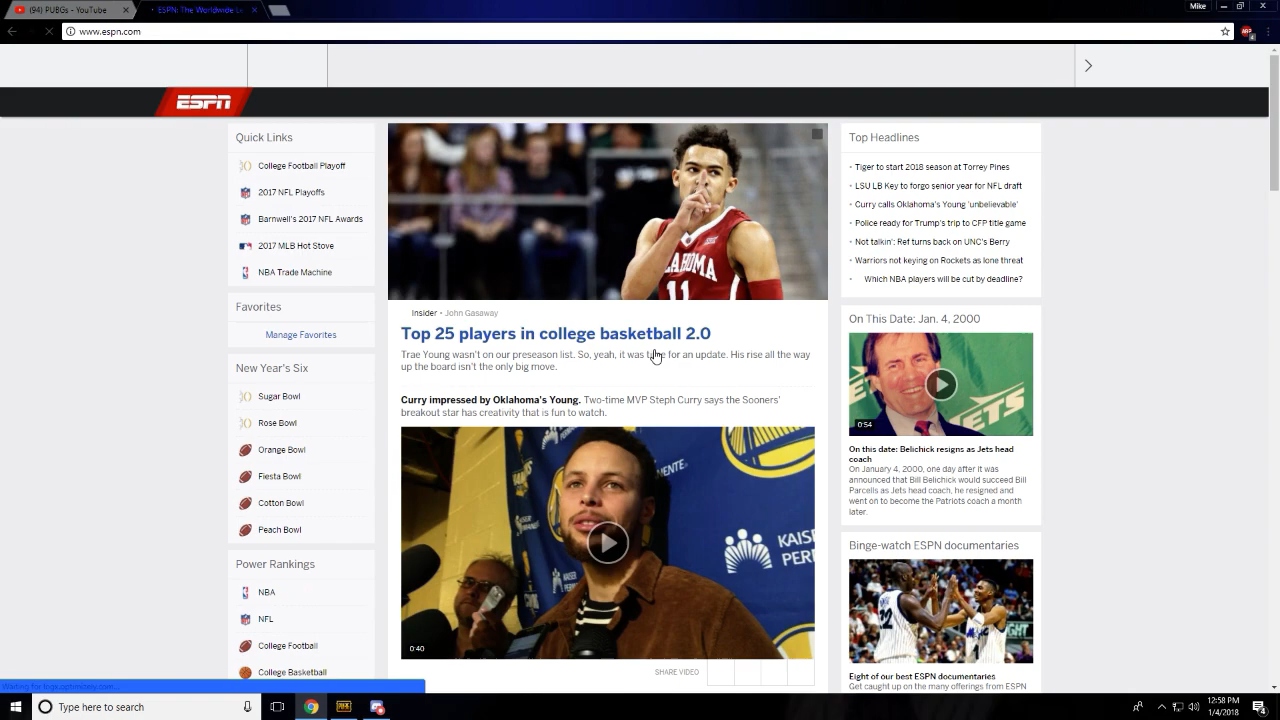 (94) PUBGs - YouTube
ESPN: The Worldwide Le
Mike
www.espn.com
ESPN
Quick Links
College Football Playoff
2017 NFL Playoffs
Barnwell's 2017 NFL Awards
2017 MLB Hot Stove
NBA Trade Machine
Favorites
Manage Favorites
New Year's Six
Sugar Bowl
Rose Bowl
Orange Bowl
Fiesta Bowl
Cotton Bowl
Peach Bowl
Power Rankings
NBA
NFL
College Football
College Basketball
Insider • John Gasaway
Top 25 players in college basketball 2.0
Trae Young wasn't on our preseason list. So, yeah, it was time for an update. His rise all the way
up the board isn't the only big move.
Curry impressed by Oklahoma's Young. Two-time MVP Steph Curry says the Sooners'
breakout star has creativity that is fun to watch.
0:40
SHARE VIDEO
Top Headlines
• Tiger to start 2018 season at Torrey Pines
• LSU LB Key to forgo senior year for NFL draft
• Curry calls Oklahoma's Young 'unbelievable'
• Police ready for Trump's trip to CFP title game
• Not talkin': Ref turns back on UNC's Berry
• Warriors not keying on Rockets as lone threat
• Which NBA players will be cut by deadline?
On This Date: Jan. 4, 2000
JETS
0:54
On this date: Belichick resigns as Jets head
coach
On January 4, 2000, one day after it was
announced that Bill Belichick would succeed Bill
Parcells as Jets head coach, he resigned and
went on to become the Patriots coach a month
later.
Binge-watch ESPN documentaries
Eight of our best ESPN documentaries
Get caught up on the many offerings from ESPN
Waiting for logx.optimizely.com...
Type here to search
12:58 PM
1/4/2018